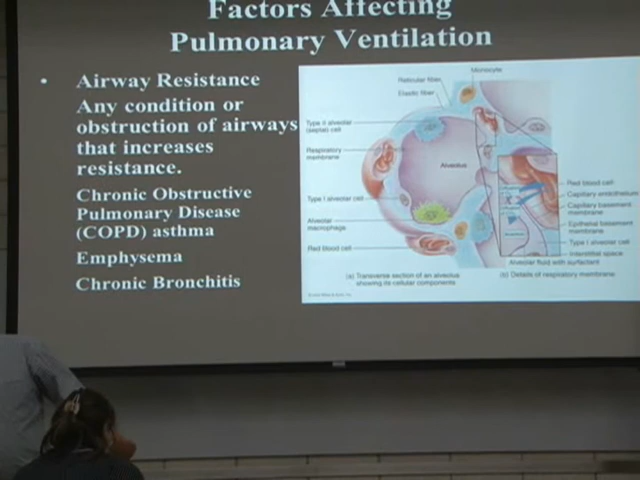 Factors Affecting
Pulmonary Ventilation
• Airway Resistance
Any condition or
obstruction of airways
that increases
resistance.
Chronic Obstructive
Pulmonary Disease
(COPD) asthma
Emphysema
Chronic Bronchitis
Monocyte
Reticular fiber
Elastic fiber
Type II alveolar
(septal) cell
Respiratory
membrane
Alveolus
Type I alveolar cell
Alveolar
macrophage
Red blood cell
Red blood cell
Capillary endothelium
Capillary basement
membrane
Epithelial basement
membrane
Type I alveolar cell
Interstitial space
Alveolar fluid with surfactant
(a) Transverse section of an alveolus
showing its cellular components
(b) Details of respiratory membrane